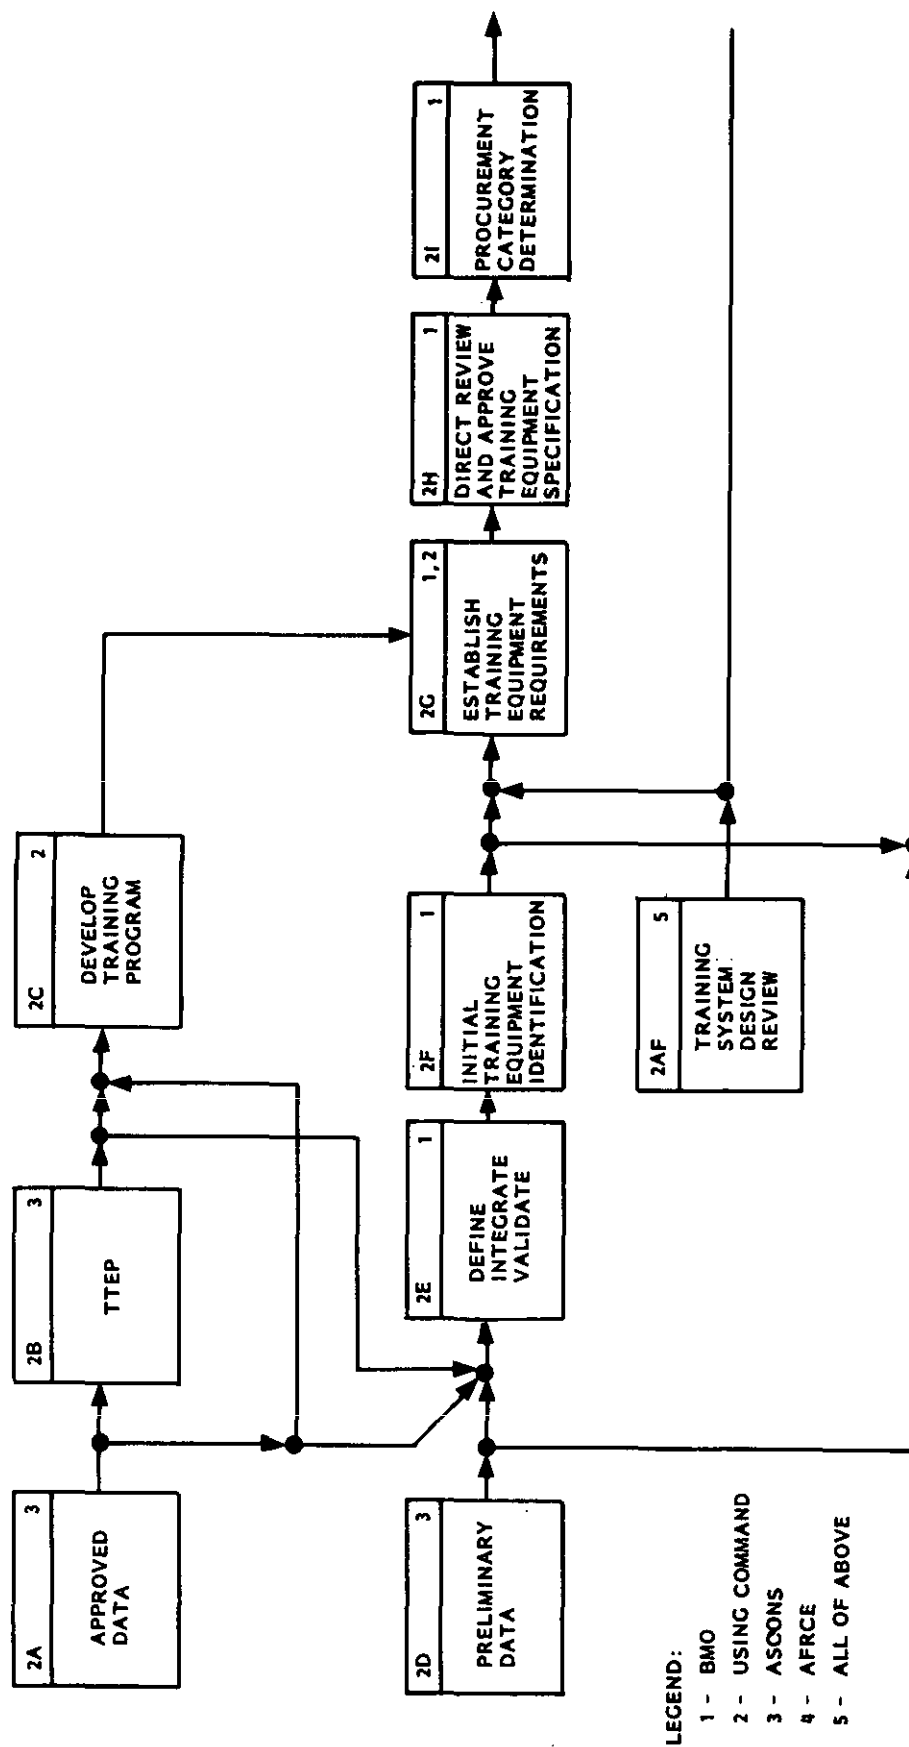 2A 3
APPROVED
DATA
2B 3
TTEP
2C 2
DEVELOP
TRAINING
PROGRAM
2D 3
PRELIMINARY
DATA
2E 1
DEFINE
INTEGRATE
VALIDATE
2F 1
INITIAL
TRAINING
EQUIPMENT
IDENTIFICATION
2G 1,2
ESTABLISH
TRAINING
EQUIPMENT
REQUIREMENTS
2H 1
DIRECT REVIEW
AND APPROVE
TRAINING
EQUIPMENT
SPECIFICATION
2I 1
PROCUREMENT
CATEGORY
DETERMINATION
2AF 5
TRAINING
SYSTEM
DESIGN
REVIEW
LEGEND:
1 - BMO
2 - USING COMMAND
3 - ASCONS
4 - AFRCE
5 - ALL OF ABOVE